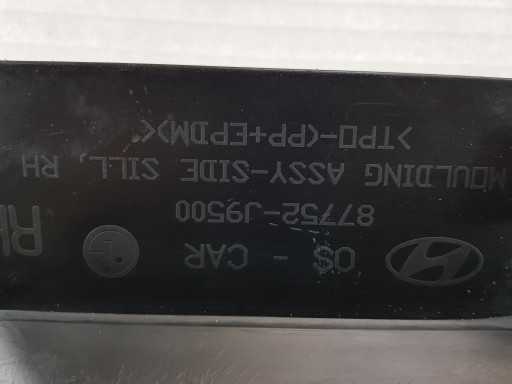 OS - CAR
87752-J9500
MOULDING ASSY-SIDE SILL, RH
>TPO-(PP+EPDM)<